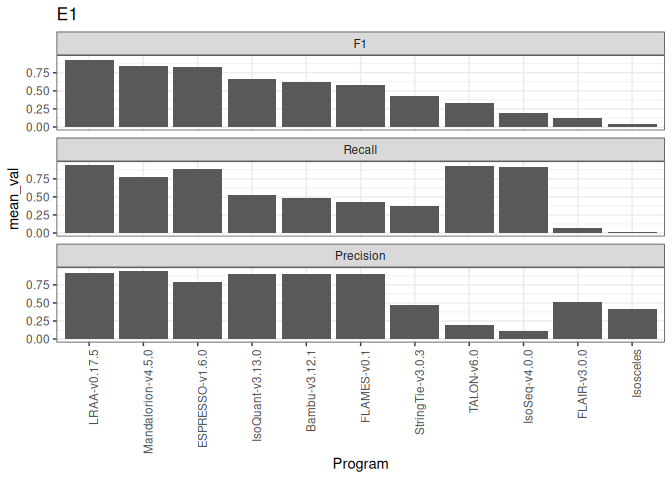 E1
F1
0.75
0.50
0.25
0.00
Recall
0.75
0.50
0.25
0.00
Precision
0.75
0.50
0.25
0.00
mean_val
LRAA-v0.17.5
Mandalorion-v4.5.0
ESPRESSO-v1.6.0
IsoQuant-v3.13.0
Bambu-v3.12.1
FLAMES-v0.1
StringTie-v3.0.3
TALON-v6.0
IsoSeq-v4.0.0
FLAIR-v3.0.0
Isosceles
Program